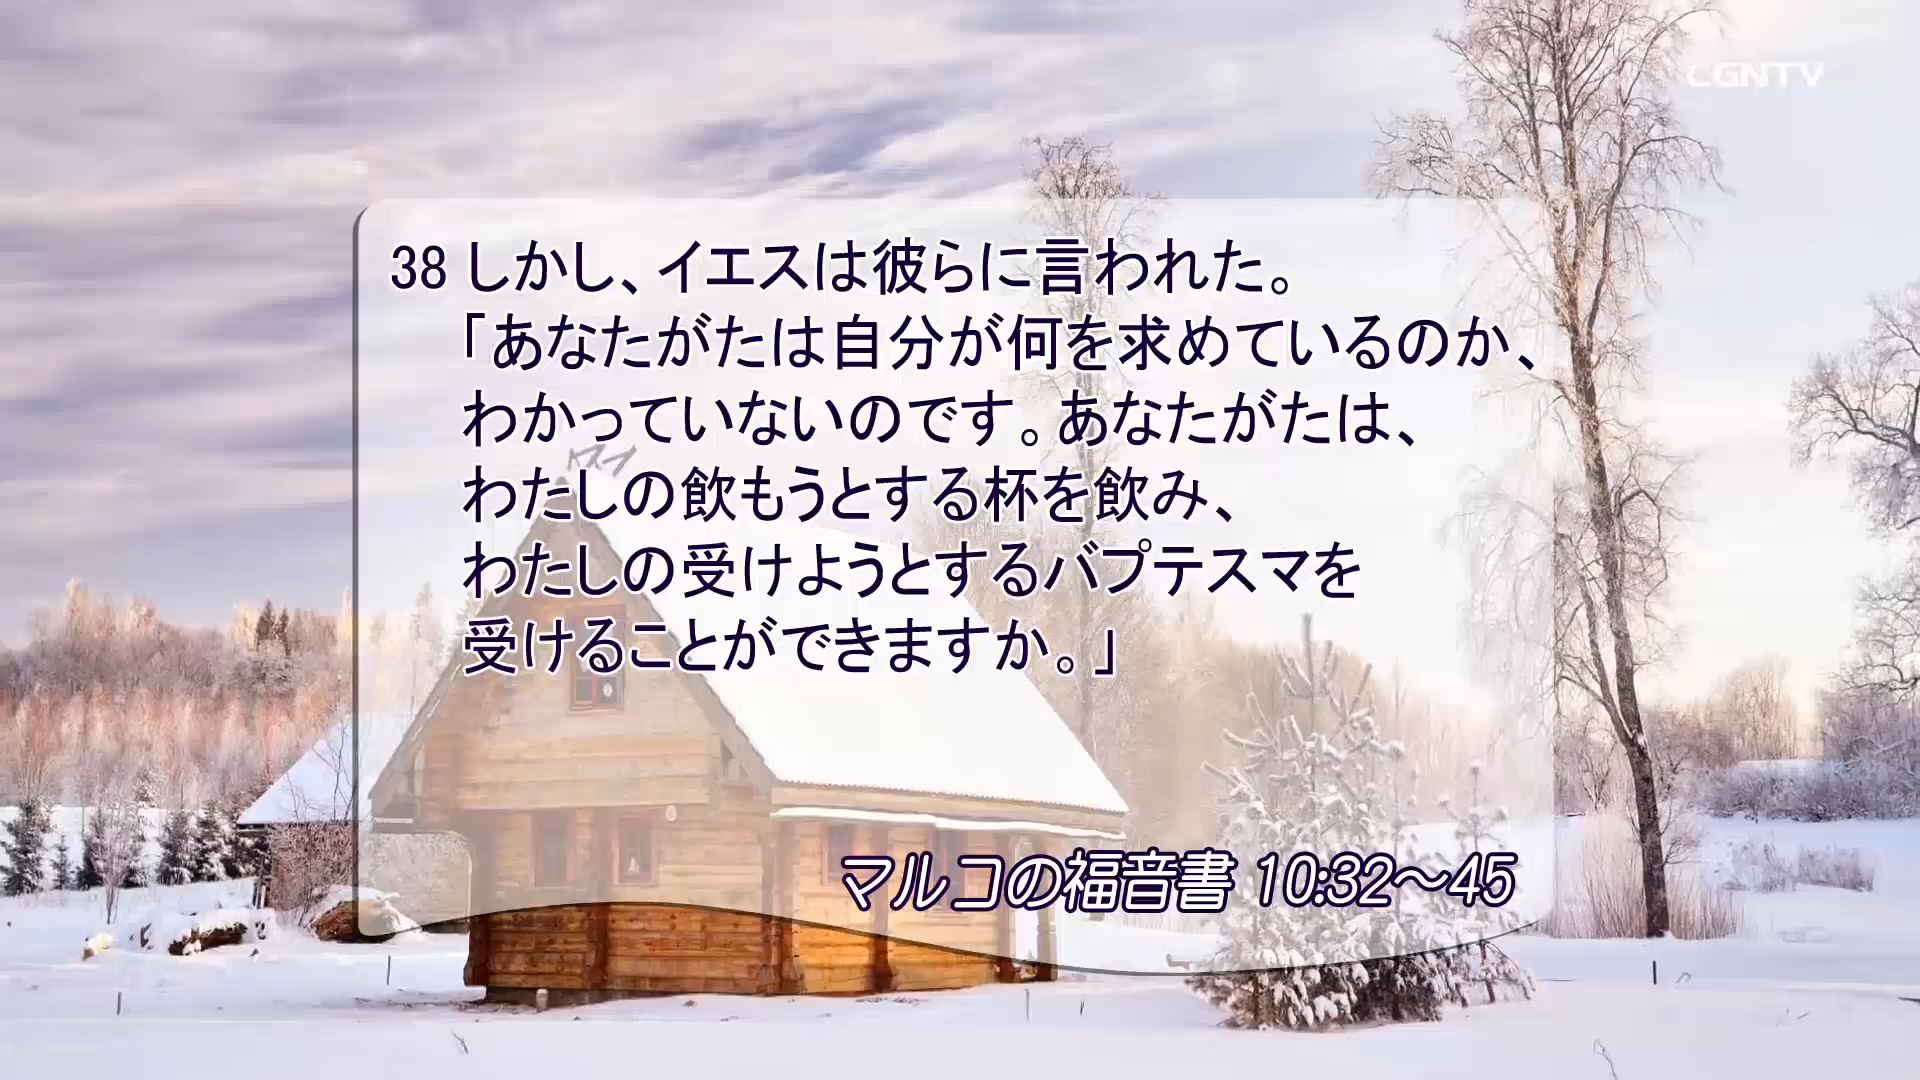 CGNTV
38 しかし、イエスは彼らに言われた。
「あなたがたは自分が何を求めているのか、
わかっていないのです。あなたがたは、
わたしの飲もうとする杯を飲み、
わたしの受けようとするバプテスマを
受けることができますか。」
マルコの福音書 10:32～45